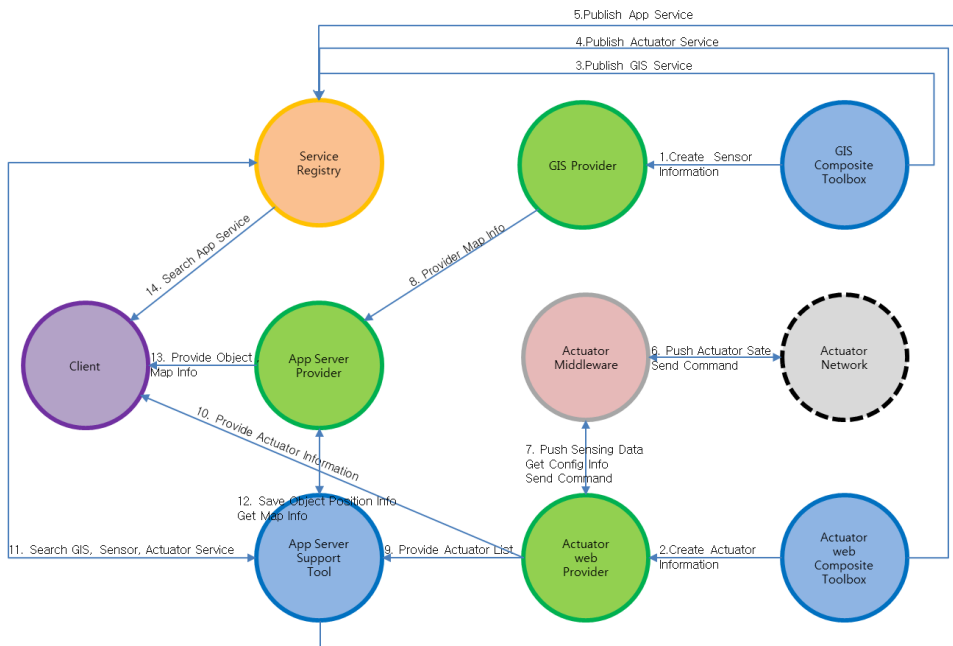 5.Publish App Service
4.Publish Actuator Service
3.Publish GIS Service
Service
Registry
GIS Provider
1.Create Sensor
Information
GIS
Composite
Toolbox
14. Search App Service
8. Provider Map Info
Client
13. Provide Object
Map Info
App Server
Provider
Actuator
Middleware
6. Push Actuator Sate
Send Command
Actuator
Network
10. Provide Actuator Information
7. Push Sensing Data
Get Config Info
Send Command
12. Save Object Position Info
Get Map Info
11. Search GIS, Sensor, Actuator Service
App Server
Support
Tool
9. Provide Actuator List
Actuator
web
Provider
2.Create Actuator
Information
Actuator
web
Composite
Toolbox